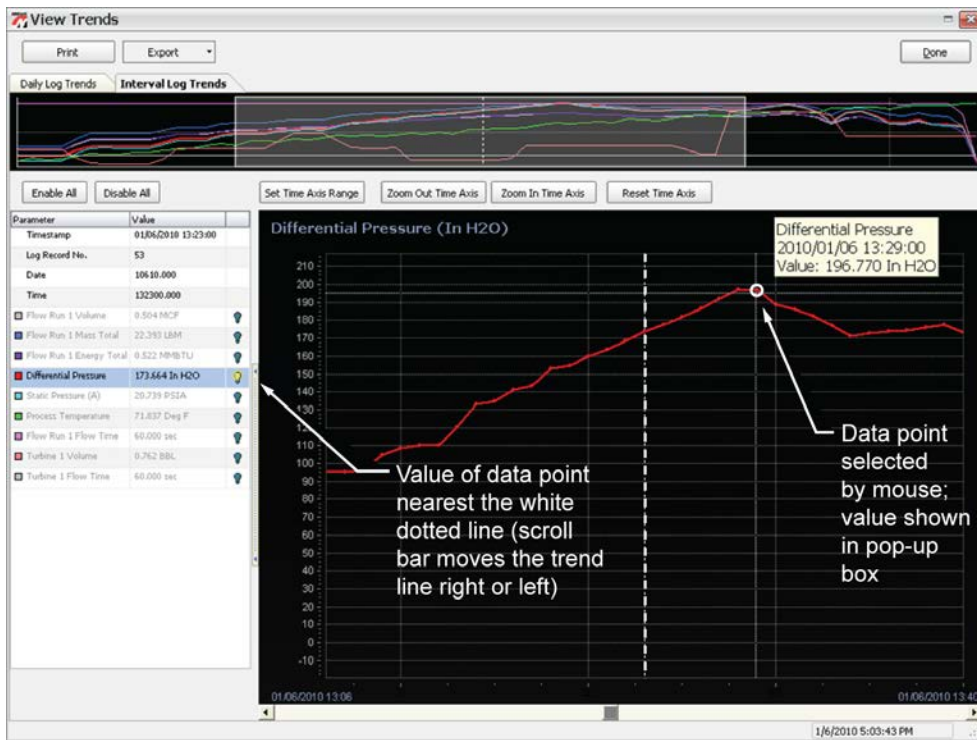 View Trends
Print Export Done
Daily Log Trends Interval Log Trends
Enable All Disable All Set Time Axis Range Zoom Out Time Axis Zoom In Time Axis Reset Time Axis
Parameter Value
Timestamp 01/06/2010 13:23:00
Log Record No. 53
Date 10610.000
Time 132300.000
Flow Run 1 Volume 0.504 MCF
Flow Run 1 Mass Total 22.393 LBM
Flow Run 1 Energy Total 0.522 MMBTU
Differential Pressure 173.664 In H2O
Static Pressure (A) 20.739 PSIA
Process Temperature 71.837 Deg F
Flow Run 1 Flow Time 60.000 sec
Turbine 1 Volume 0.762 BBL
Turbine 1 Flow Time 60.000 sec
Differential Pressure (In H2O)
Differential Pressure
2010/01/06 13:29:00
Value: 196.770 In H2O
210
200
190
180
170
160
150
140
130
120
110
100
90
80
70
60
50
40
30
20
10
0
-10
Value of data point
nearest the white
dotted line (scroll
bar moves the trend
line right or left)
Data point
selected
by mouse;
value shown
in pop-up
box
01/06/2010 13:06 01/06/2010 13:40
1/6/2010 5:03:43 PM